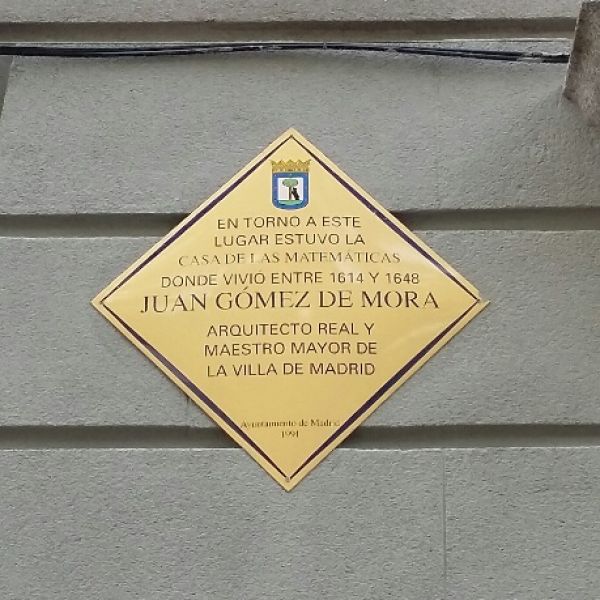 EN TORNO A ESTE
LUGAR ESTUVO LA
CASA DE LAS MATEMÁTICAS
DONDE VIVIÓ ENTRE 1614 Y 1648
JUAN GÓMEZ DE MORA
ARQUITECTO REAL Y
MAESTRO MAYOR DE
LA VILLA DE MADRID
Ayuntamiento de Madrid
1991